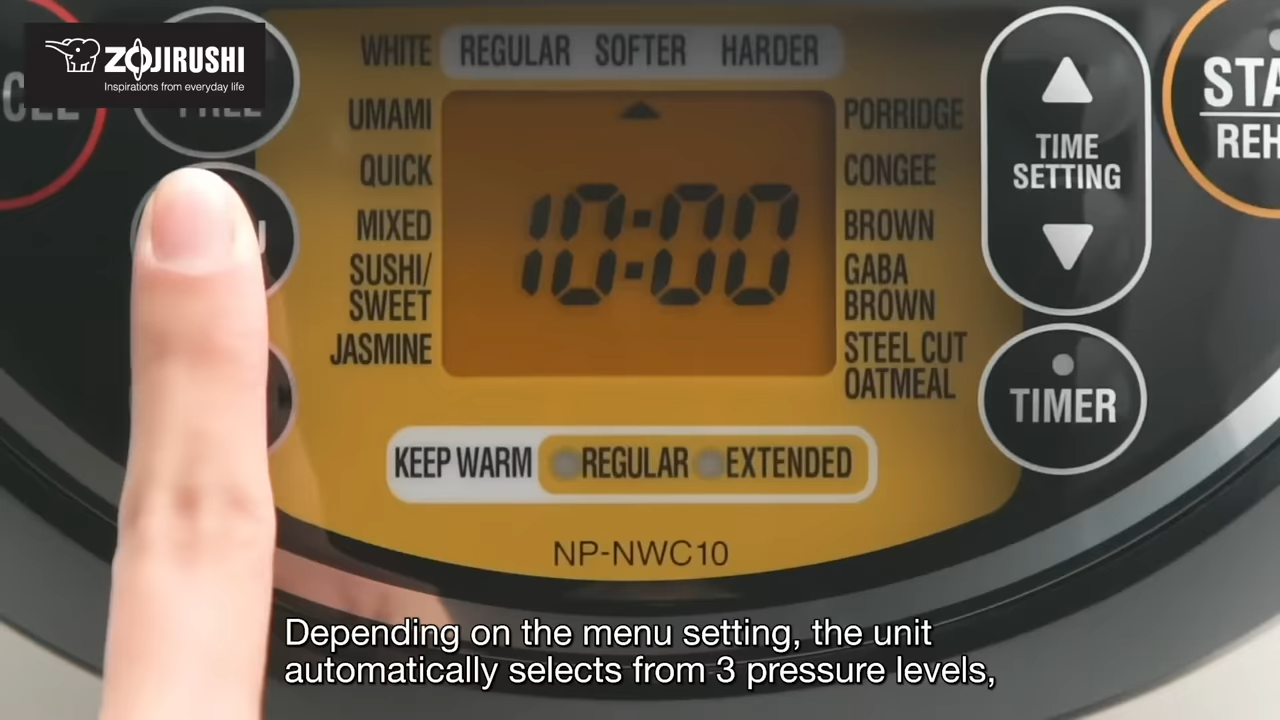 ZOJIRUSHI
Inspirations from everyday life
WHITE REGULAR SOFTER HARDER
UMAMI
QUICK
MIXED
SUSHI/
SWEET
JASMINE
10:00
PORRIDGE
CONGEE
BROWN
GABA
BROWN
STEEL CUT
OATMEAL
TIME
SETTING
TIMER
KEEP WARM REGULAR EXTENDED
NP-NWC10
Depending on the menu setting, the unit
automatically selects from 3 pressure levels,